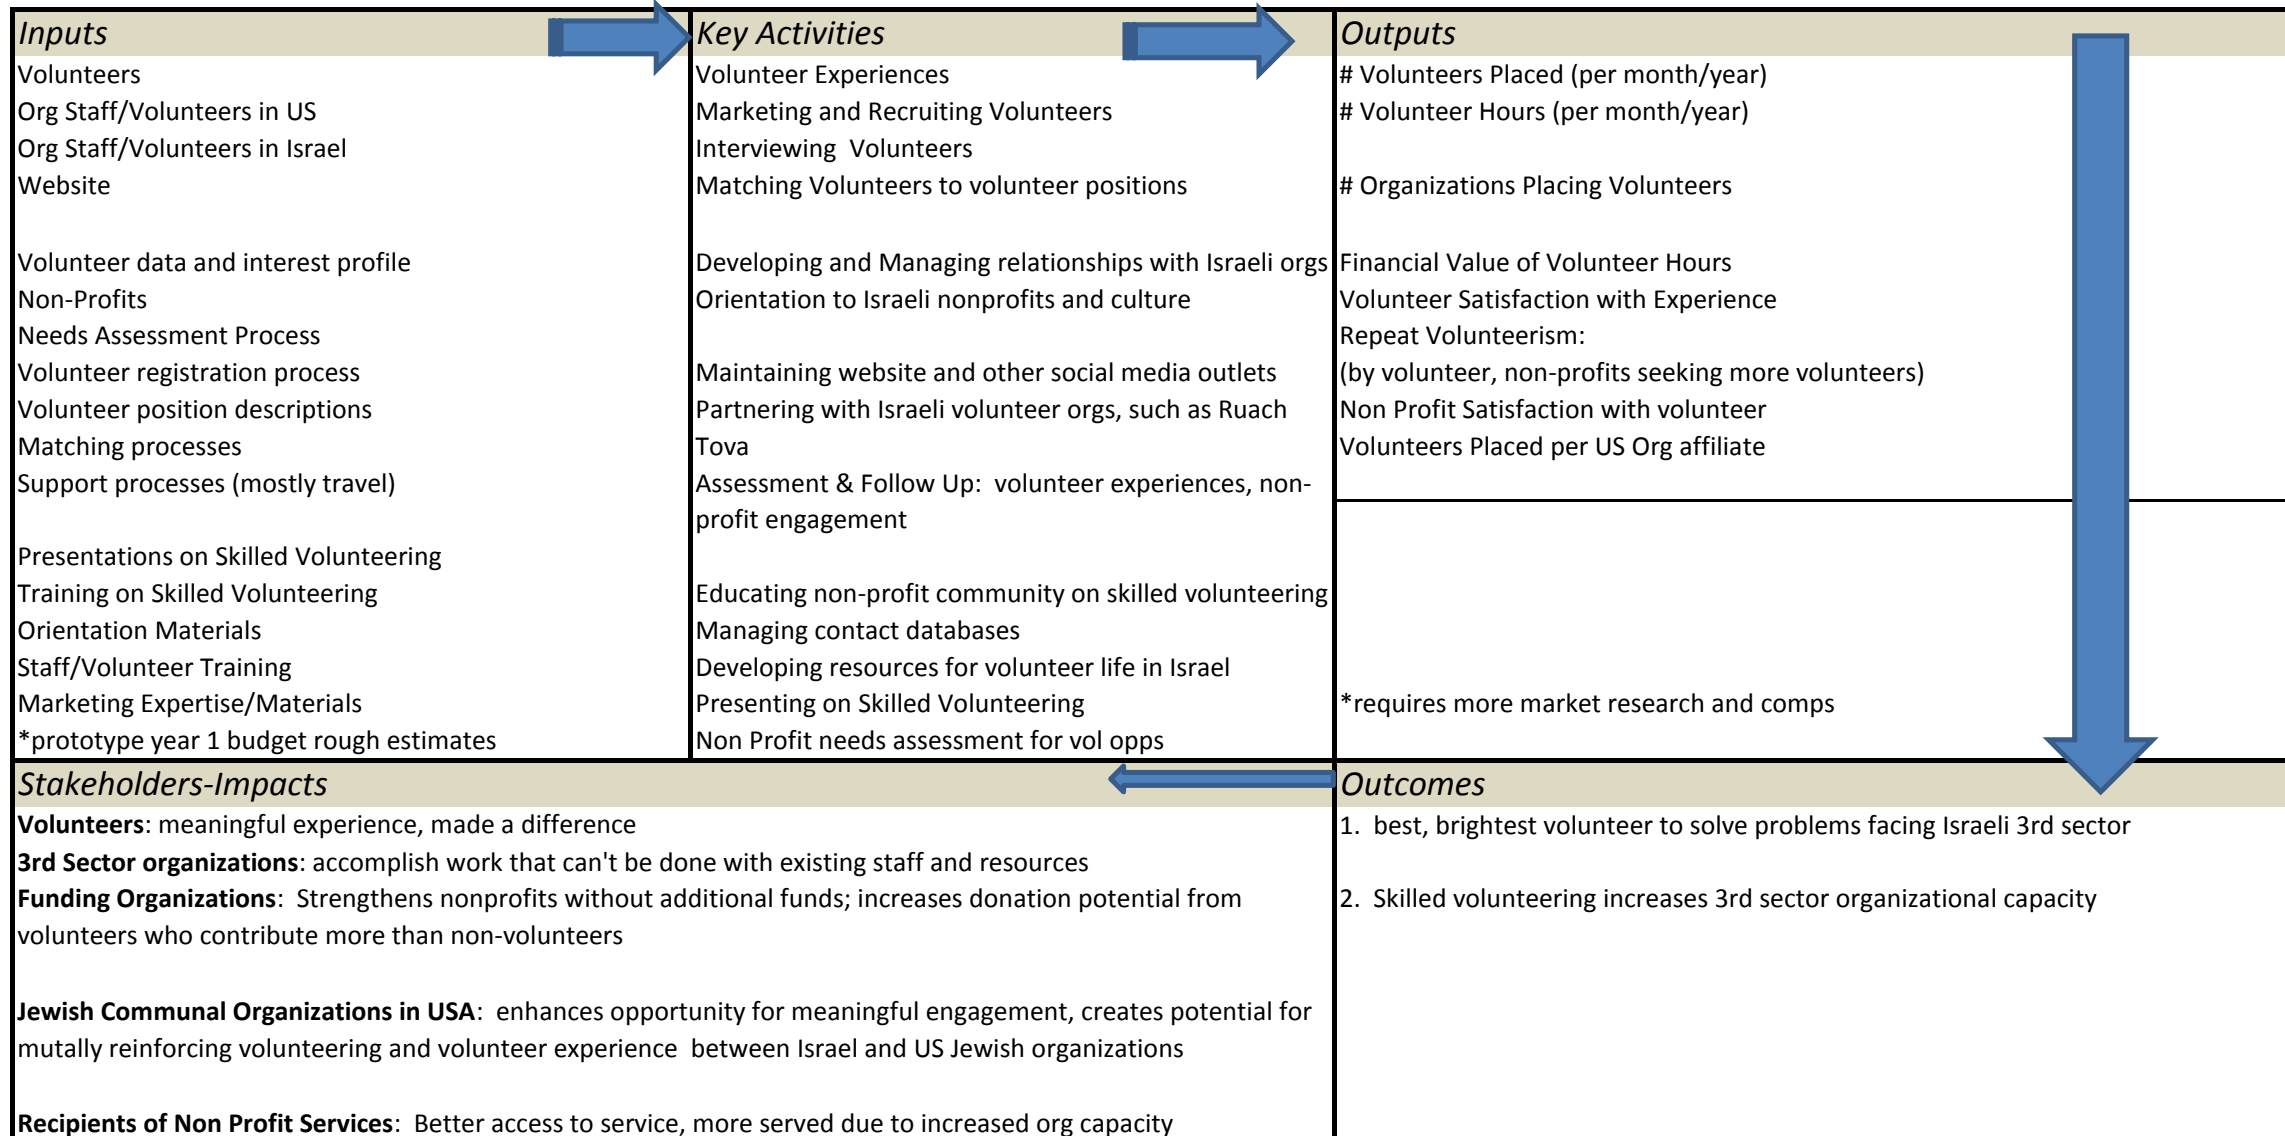 Inputs
Volunteers
Org Staff/Volunteers in US
Org Staff/Volunteers in Israel
Website
Volunteer data and interest profile
Non-Profits
Needs Assessment Process
Volunteer registration process
Volunteer position descriptions
Matching processes
Support processes (mostly travel)
Presentations on Skilled Volunteering
Training on Skilled Volunteering
Orientation Materials
Staff/Volunteer Training
Marketing Expertise/Materials
*prototype year 1 budget rough estimates
Key Activities
Volunteer Experiences
Marketing and Recruiting Volunteers
Interviewing  Volunteers
Matching Volunteers to volunteer positions
Developing and Managing relationships with Israeli orgs
Orientation to Israeli nonprofits and culture
Maintaining website and other social media outlets
Partnering with Israeli volunteer orgs, such as Ruach
Tova
Assessment & Follow Up:  volunteer experiences, non-
profit engagement
Educating non-profit community on skilled volunteering
Managing contact databases
Developing resources for volunteer life in Israel
Presenting on Skilled Volunteering
Non Profit needs assessment for vol opps
Outputs
# Volunteers Placed (per month/year)
# Volunteer Hours (per month/year)
# Organizations Placing Volunteers
Financial Value of Volunteer Hours
Volunteer Satisfaction with Experience
Repeat Volunteerism:
(by volunteer, non-profits seeking more volunteers)
Non Profit Satisfaction with volunteer
Volunteers Placed per US Org affiliate
*requires more market research and comps
Outcomes
1.  best, brightest volunteer to solve problems facing Israeli 3rd sector
2.  Skilled volunteering increases 3rd sector organizational capacity
Stakeholders-Impacts
Volunteers: meaningful experience, made a difference
3rd Sector organizations: accomplish work that can't be done with existing staff and resources
Funding Organizations:  Strengthens nonprofits without additional funds; increases donation potential from
volunteers who contribute more than non-volunteers
Jewish Communal Organizations in USA:  enhances opportunity for meaningful engagement, creates potential for
mutally reinforcing volunteering and volunteer experience  between Israel and US Jewish organizations
Recipients of Non Profit Services:  Better access to service, more served due to increased org capacity